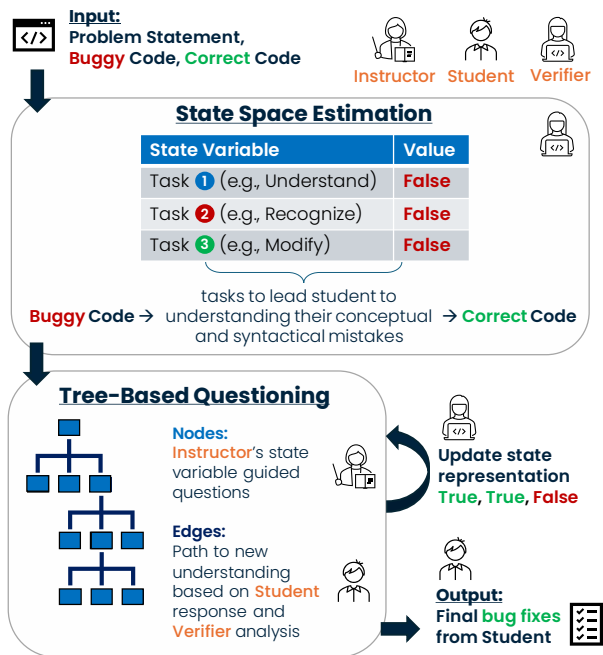 Input:
Problem Statement,
Buggy Code, Correct Code
Instructor Student Verifier
State Space Estimation
State Variable Value
Task 1 (e.g., Understand) False
Task 2 (e.g., Recognize) False
Task 3 (e.g., Modify) False
tasks to lead student to
Buggy Code → understanding their conceptual → Correct Code
and syntactical mistakes
Tree-Based Questioning
Nodes:
Instructor's state
variable guided
questions
Edges:
Path to new
understanding
based on Student
response and
Verifier analysis
Update state
representation
True, True, False
Output:
Final bug fixes
from Student